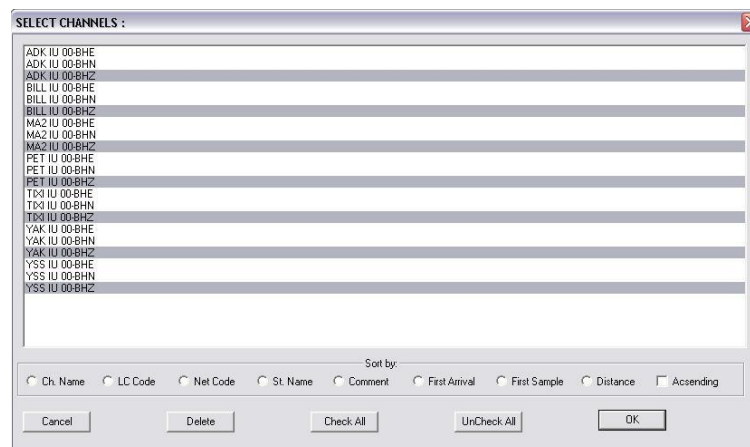 SELECT CHANNELS :
ADK IU 00-BHE
ADK IU 00-BHN
ADK IU 00-BHZ
BILL IU 00-BHE
BILL IU 00-BHN
BILL IU 00-BHZ
MA2 IU 00-BHE
MA2 IU 00-BHN
MA2 IU 00-BHZ
PET IU 00-BHE
PET IU 00-BHN
PET IU 00-BHZ
TIXI IU 00-BHE
TIXI IU 00-BHN
TIXI IU 00-BHZ
YAK IU 00-BHE
YAK IU 00-BHN
YAK IU 00-BHZ
YSS IU 00-BHE
YSS IU 00-BHN
YSS IU 00-BHZ
Sort by:
Ch. Name LC Code Net Code St. Name Comment First Arrival First Sample Distance Acsending
Cancel Delete Check All UnCheck All OK